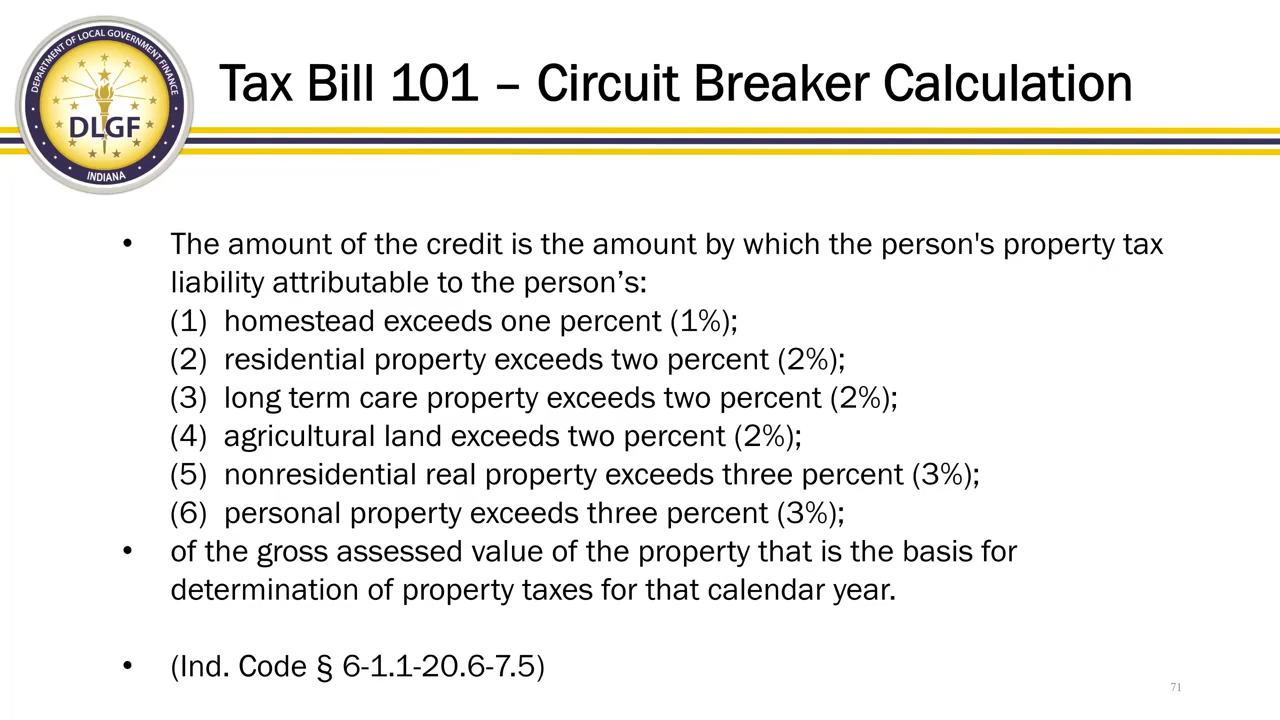 DEPARTMENT OF LOCAL GOVERNMENT FINANCE
DLGF
INDIANA
Tax Bill 101 – Circuit Breaker Calculation
• The amount of the credit is the amount by which the person's property tax
liability attributable to the person’s:
(1) homestead exceeds one percent (1%);
(2) residential property exceeds two percent (2%);
(3) long term care property exceeds two percent (2%);
(4) agricultural land exceeds two percent (2%);
(5) nonresidential real property exceeds three percent (3%);
(6) personal property exceeds three percent (3%);
• of the gross assessed value of the property that is the basis for
determination of property taxes for that calendar year.
• (Ind. Code § 6-1.1-20.6-7.5)
71